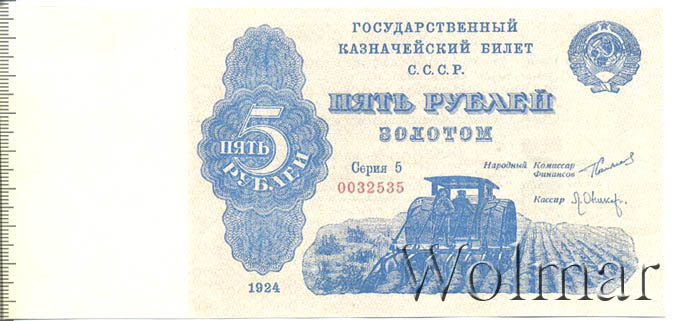 ГОСУДАРСТВЕННЫЙ
КАЗНАЧЕЙСКИЙ БИЛЕТ
С.С.С.Р.
ПЯТЬ РУБЛЕЙ
ЗОЛОТОМ
5
ПЯТЬ
РУБЛЕЙ
Серия 5
0032535
Народный Комиссар
Финансов
Кассир
1924
Wolmar